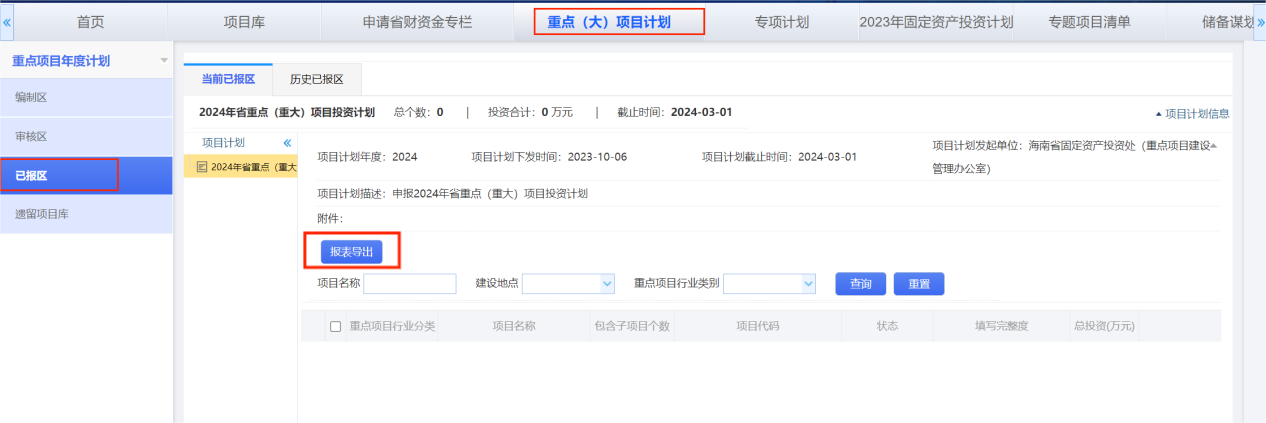 « 首页 项目库 申请省财资金专栏 重点（大）项目计划 专项计划 2023年固定资产投资计划 专题项目清单 储备谋划 »
重点项目年度计划
编制区
审核区
已报区
遗留项目库
当前已报区 历史已报区
2024年省重点（重大）项目投资计划 总个数：0 | 投资合计：0 万元 | 截止时间：2024-03-01
项目计划信息
项目计划 «
2024年省重点（重大
项目计划年度：2024 项目计划下发时间：2023-10-06 项目计划截止时间：2024-03-01 项目计划发起单位：海南省固定资产投资处（重点项目建设
管理办公室）
项目计划描述：申报2024年省重点（重大）项目投资计划
附件：
报表导出
项目名称 建设地点 重点项目行业类别 查询 重置
重点项目行业分类 项目名称 包含子项目个数 项目代码 状态 填写完整度 总投资(万元)